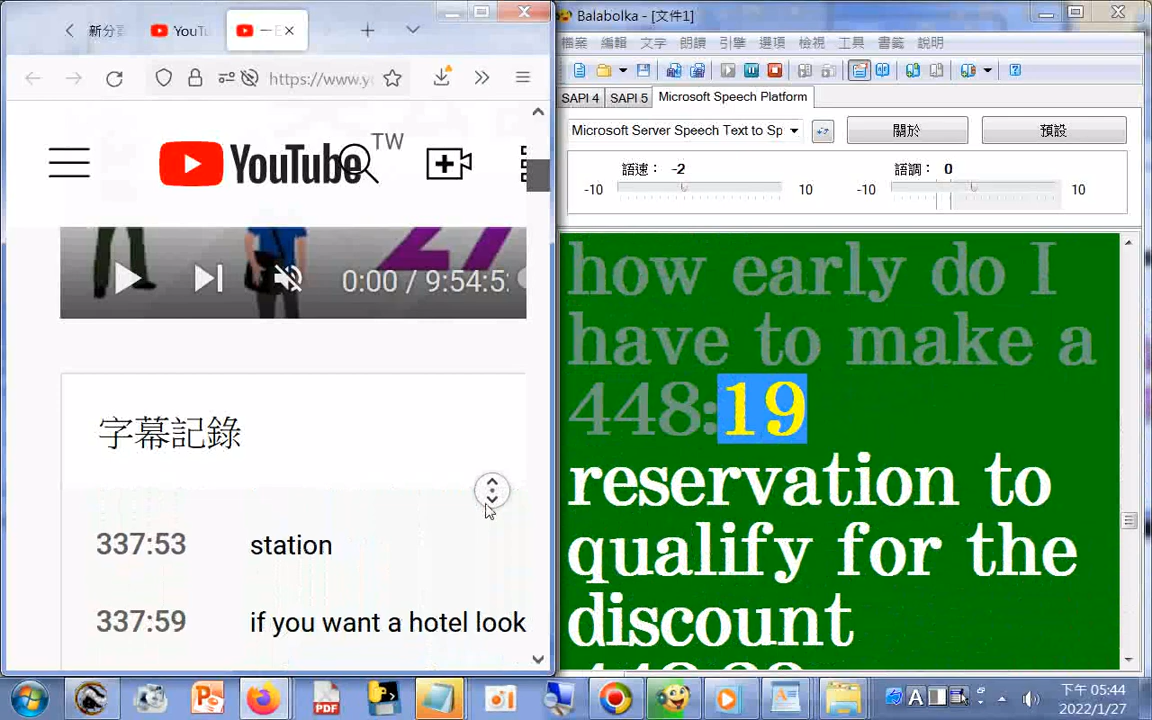 新分
YouTu
一 E
https://www.yo
YouTube TW
27
0:00 / 9:54:5
字幕記錄
337:53 station
337:59 if you want a hotel look
Balabolka - [文件1]
檔案 編輯 文字 朗讀 引擎 選項 檢視 工具 書籤 說明
SAPI 4 SAPI 5 Microsoft Speech Platform
Microsoft Server Speech Text to Sp 關於 預設
語速: -2 語調: 0
-10 10 -10 10
how early do I
have to make a
448:19
reservation to
qualify for the
discount
PDF
A
下午 05:44
2022/1/27